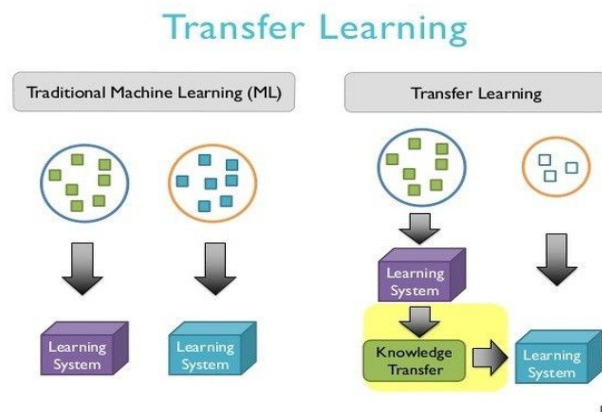 Transfer Learning
Traditional Machine Learning (ML)
Transfer Learning
Learning
System
Learning
System
Learning
System
Knowledge
Transfer
Learning
System